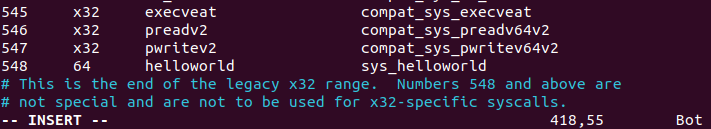 545 x32 execveat compat_sys_execveat
546 x32 preadv2 compat_sys_preadv64v2
547 x32 pwritev2 compat_sys_pwritev64v2
548 64 helloworld sys_helloworld
# This is the end of the legacy x32 range.  Numbers 548 and above are
# not special and are not to be used for x32-specific syscalls.
-- INSERT -- 418,55 Bot